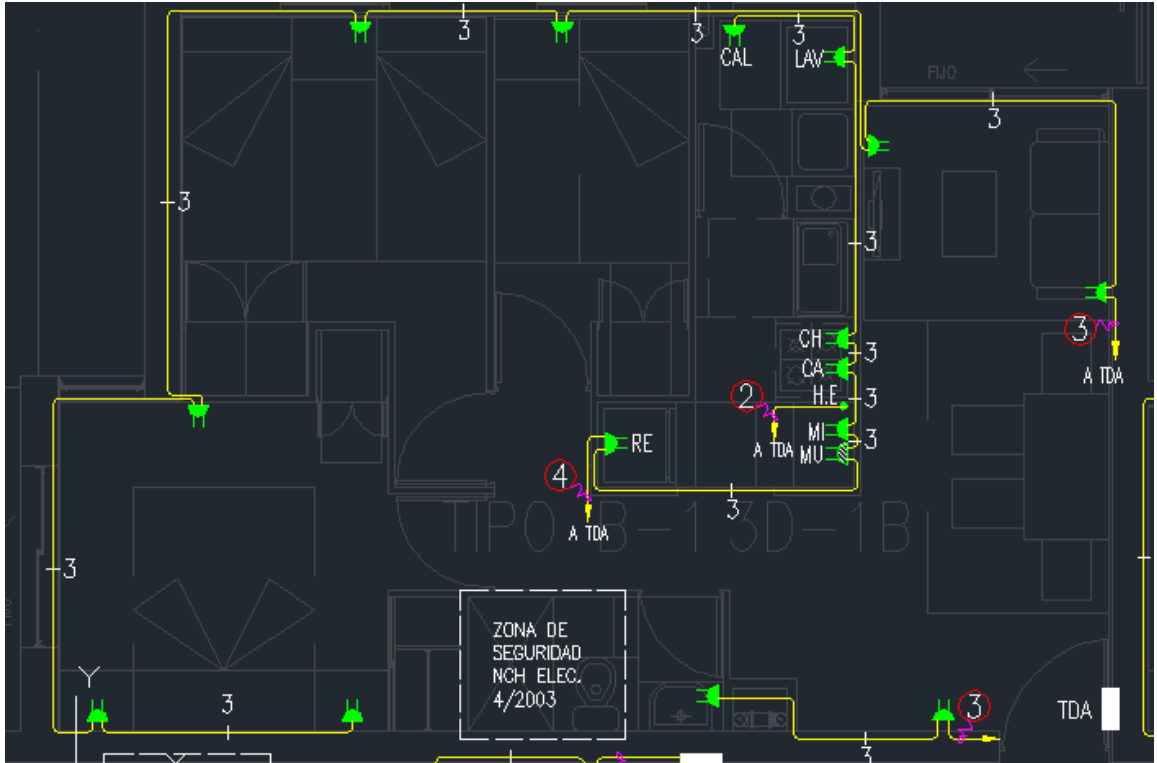 3
3
3
CAL
LAV
FIJO
3
3
3
CH
3
3
CA
A TDA
H.E
3
2
MI
A TDA
3
RE
MU
4
3
A TDA
TIPO B-1 3D-1B
3
ZONA DE
SEGURIDAD
NCH ELEC.
4/2003
Y
3
3
TDA
3